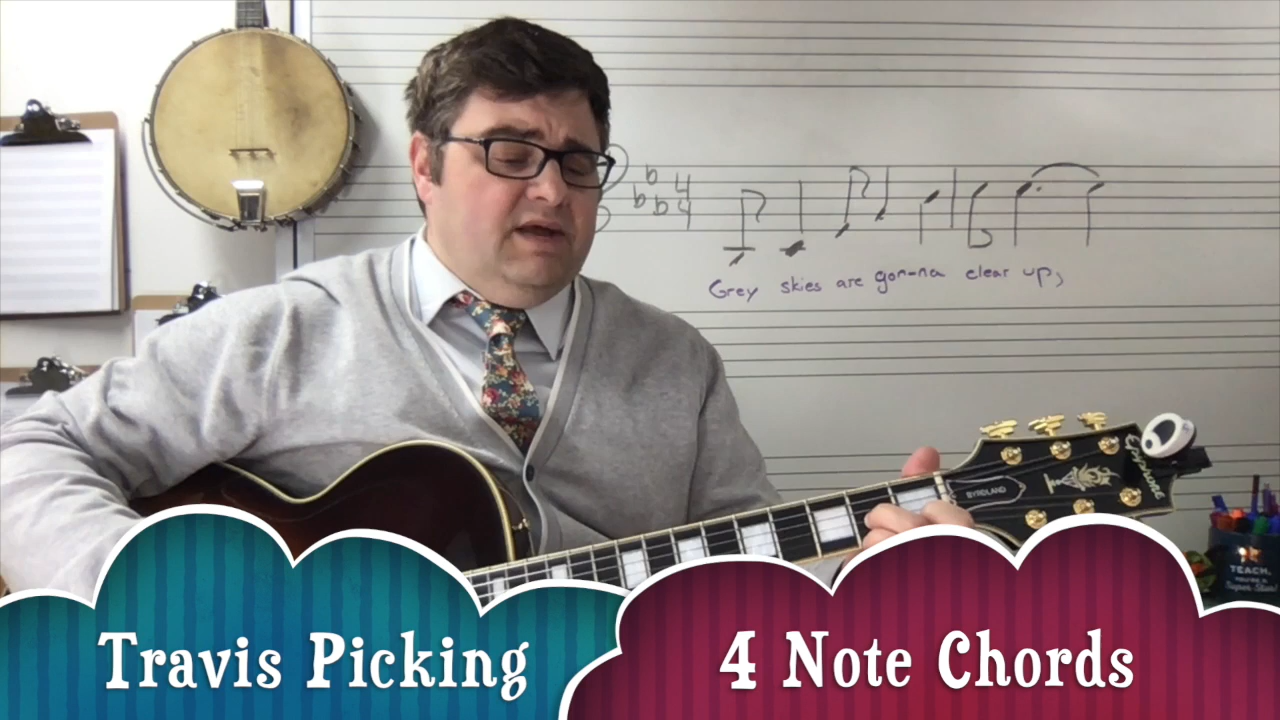 Grey skies are gon-na clear up,
Epiphone
BYRDLAND
TEACH.
Travis Picking
4 Note Chords